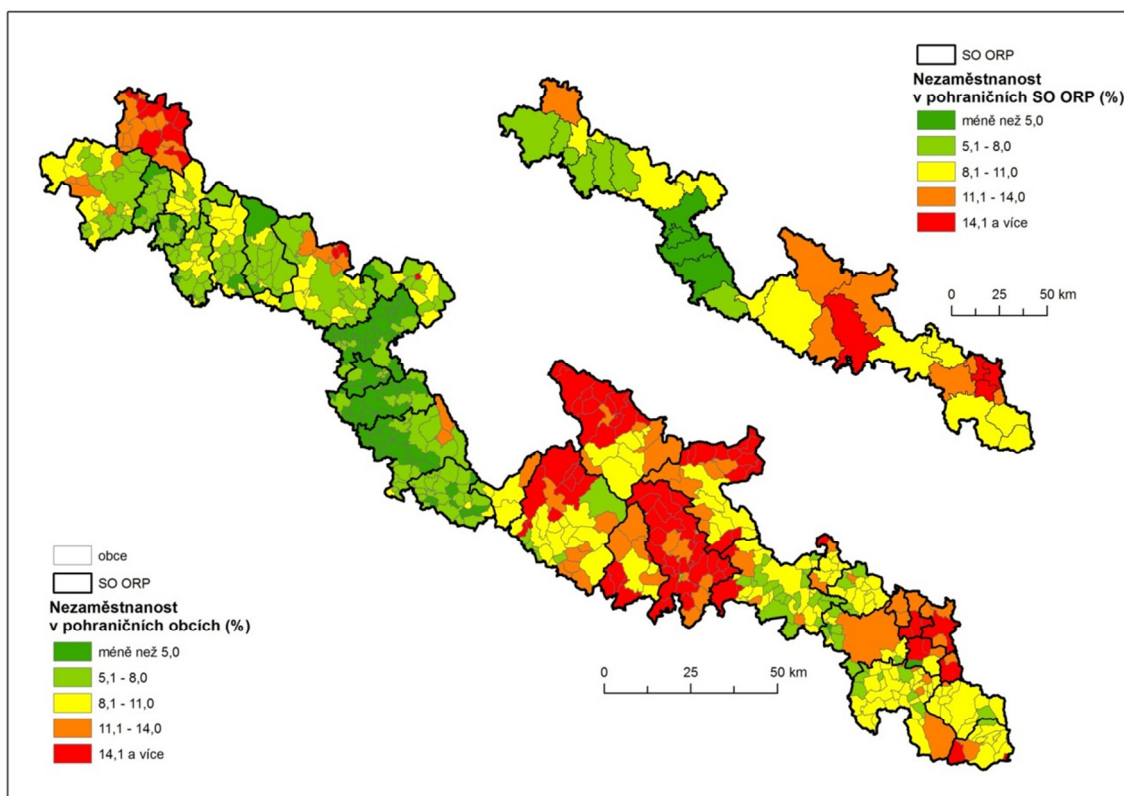 SO ORP
Nezaměstnanost
v pohraničních SO ORP (%)
méně než 5,0
5,1 - 8,0
8,1 - 11,0
11,1 - 14,0
14,1 a více
0 25 50 km
obce
SO ORP
Nezaměstnanost
v pohraničních obcích (%)
méně než 5,0
5,1 - 8,0
8,1 - 11,0
11,1 - 14,0
14,1 a více
0 25 50 km